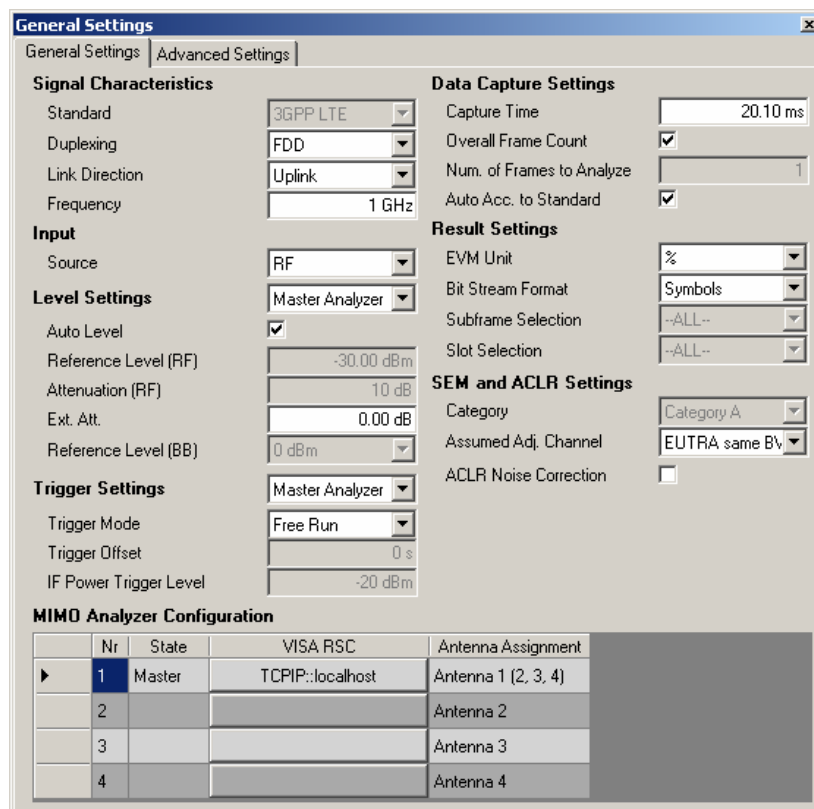 General Settings
General Settings Advanced Settings
Signal Characteristics
Standard 3GPP LTE
Duplexing FDD
Link Direction Uplink
Frequency 1 GHz
Input
Source RF
Level Settings Master Analyzer
Auto Level
Reference Level (RF) -30.00 dBm
Attenuation (RF) 10 dB
Ext. Att. 0.00 dB
Reference Level (BB) 0 dBm
Trigger Settings Master Analyzer
Trigger Mode Free Run
Trigger Offset 0 s
IF Power Trigger Level -20 dBm
Data Capture Settings
Capture Time 20.10 ms
Overall Frame Count
Num. of Frames to Analyze 1
Auto Acc. to Standard
Result Settings
EVM Unit %
Bit Stream Format Symbols
Subframe Selection --ALL--
Slot Selection --ALL--
SEM and ACLR Settings
Category Category A
Assumed Adj. Channel EUTRA same BV
ACLR Noise Correction
MIMO Analyzer Configuration
Nr State VISA RSC Antenna Assignment
1 Master TCPIP::localhost Antenna 1 (2, 3, 4)
2 Antenna 2
3 Antenna 3
4 Antenna 4